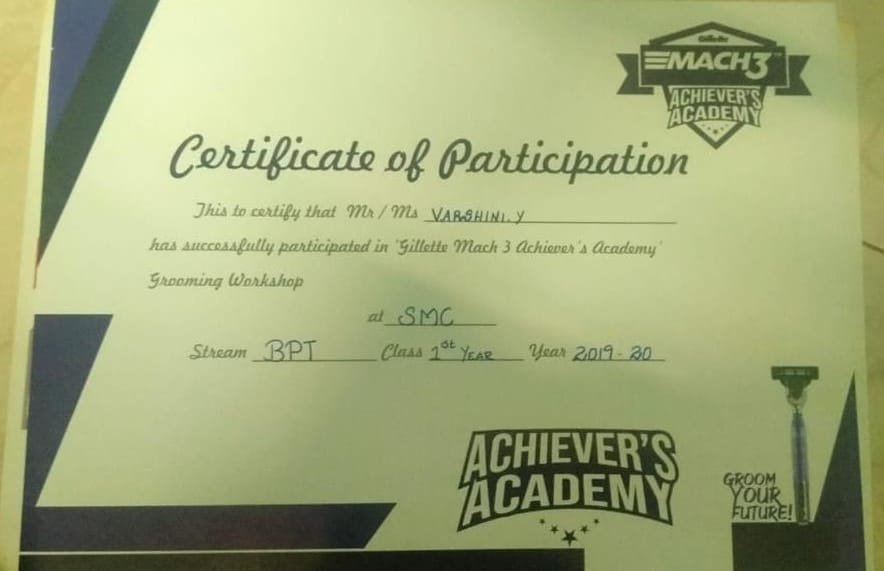 Gillette
MACH3
ACHIEVER'S
ACADEMY
Certificate of Participation
This to certify that Mr / Ms VARSHINI.Y
has successfully participated in 'Gillette Mach 3 Achiever's Academy'
Grooming Workshop
at SMC
Stream BPT Class 1st YEAR Year 2019-20
ACHIEVER'S
ACADEMY
GROOM
YOUR
FUTURE!